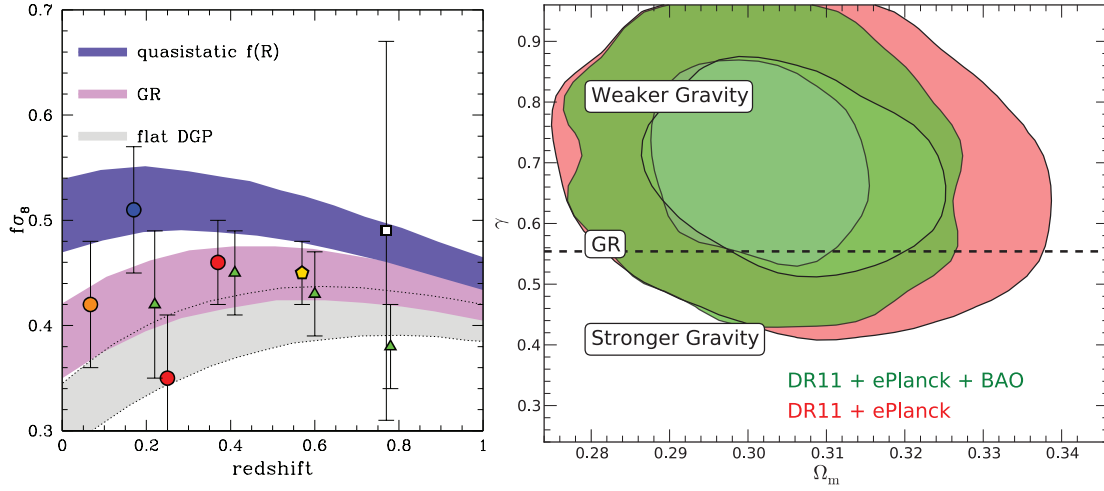 0.7
0.6
0.5
0.4
0.3
fσ8
quasistatic f(R)
GR
flat DGP
0
0.2
0.4
0.6
0.8
1
redshift
0.9
0.8
0.7
0.6
0.5
0.4
0.3
γ
Weaker Gravity
GR
Stronger Gravity
DR11 + ePlanck + BAO
DR11 + ePlanck
0.28
0.29
0.30
0.31
0.32
0.33
0.34
Ωm